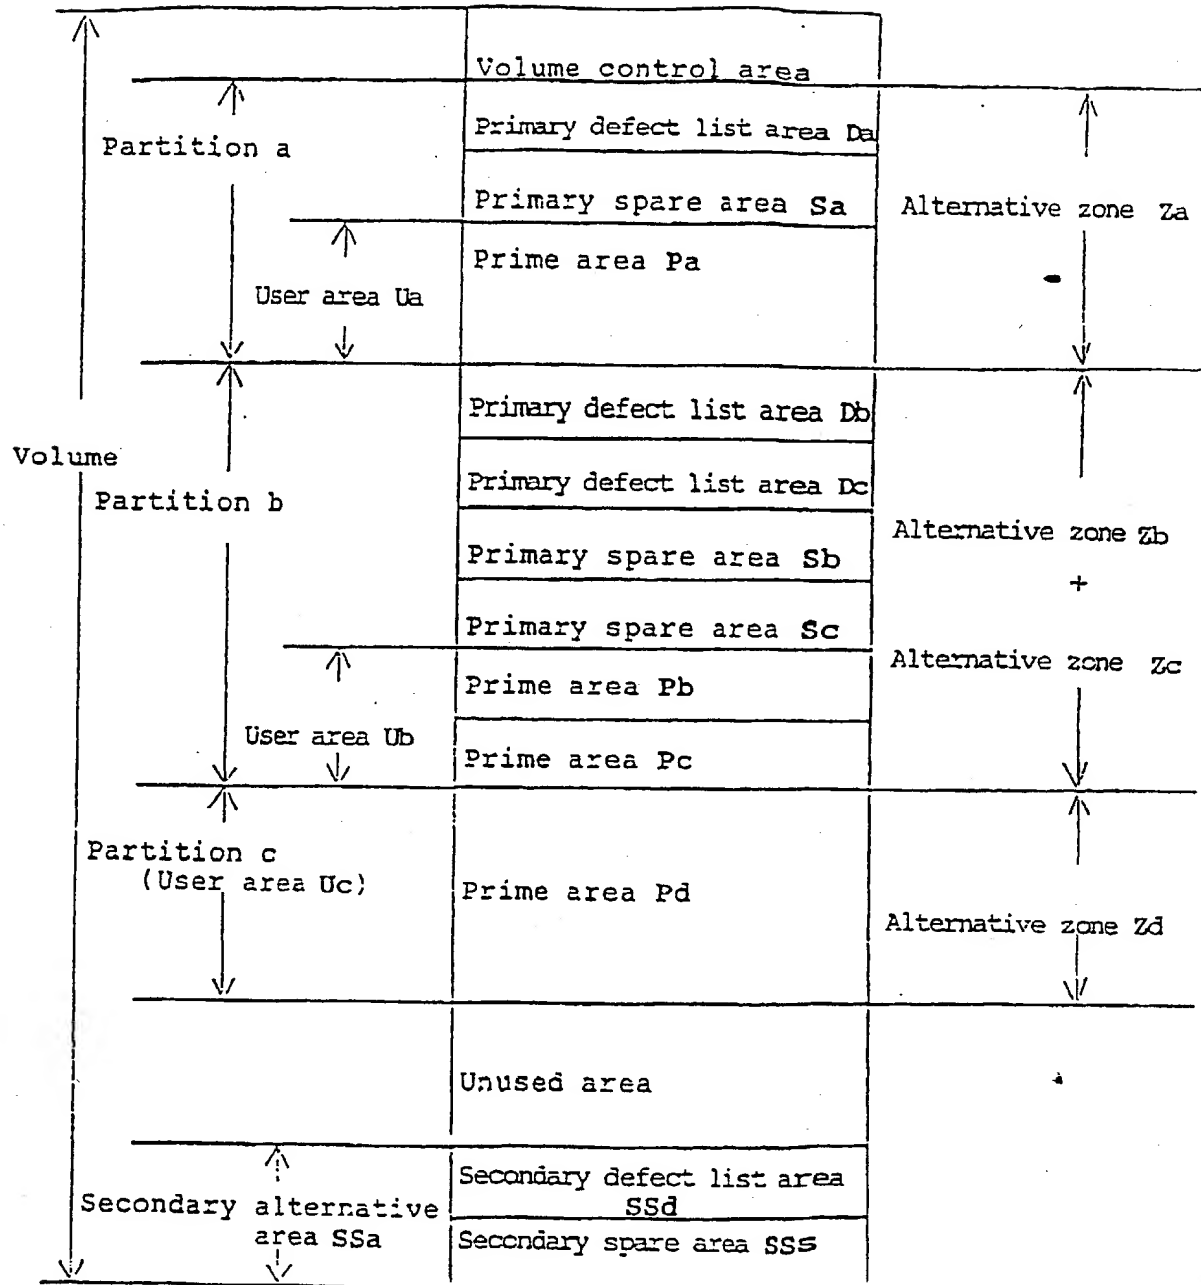 Volume control area
Primary defect list area Da
Partition a
Primary spare area Sa
Alternative zone Za
Prime area Pa
User area Ua
Primary defect list area Db
Volume
Primary defect list area Dc
Partition b
Alternative zone Zb
Primary spare area Sb
+
Primary spare area Sc
Alternative zone Zc
Prime area Pb
User area Ub
Prime area Pc
Partition c
(User area Uc)
Prime area Pd
Alternative zone Zd
Unused area
Secondary defect list area
SSd
Secondary alternative
area SSa
Secondary spare area SSs